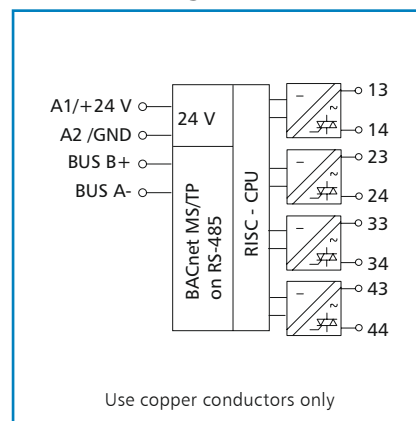 A1/+24 V
A2 /GND
BUS B+
BUS A-
24 V
BACnet MS/TP
on RS-485
RISC - CPU
13
14
23
24
33
34
43
44
Use copper conductors only